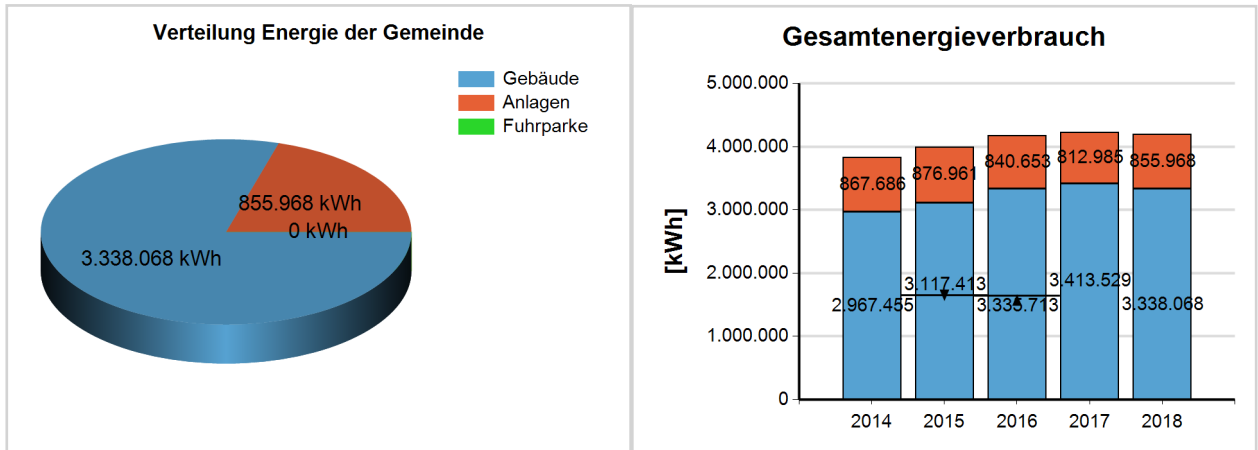 Verteilung Energie der Gemeinde
Gebäude
Anlagen
Fuhrparke
855.968 kWh
0 kWh
3.338.068 kWh
Gesamtenergieverbrauch
[kWh]
5.000.000
4.000.000
3.000.000
2.000.000
1.000.000
0
867.686
876.961
840.653
812.985
855.968
2.967.455
3.117.413
3.335.713
3.413.529
3.338.068
2014
2015
2016
2017
2018